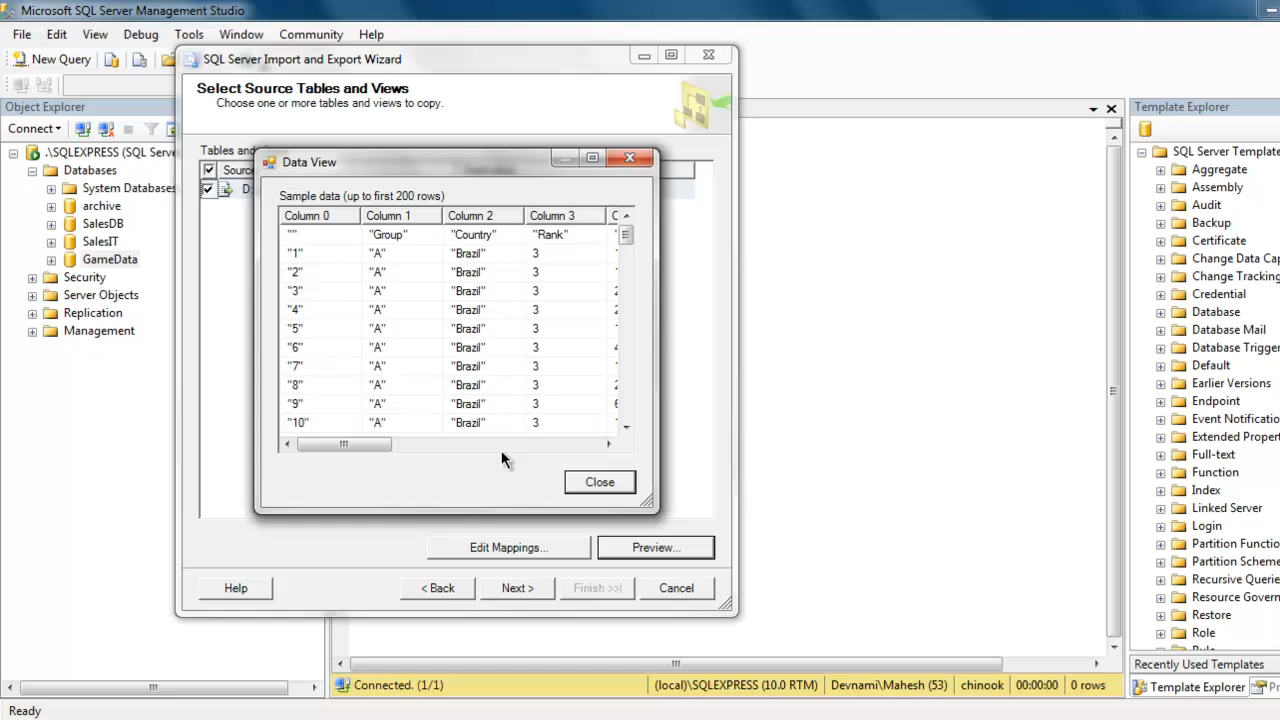 Microsoft SQL Server Management Studio
File Edit View Debug Tools Window Community Help
New Query
SQL Server Import and Export Wizard
Select Source Tables and Views
Choose one or more tables and views to copy.
Object Explorer
Connect
.\SQLEXPRESS (SQL Serve
Databases
System Databases
archive
SalesDB
SalesIT
GameData
Security
Server Objects
Replication
Management
Tables and
Source
Data View
Sample data (up to first 200 rows)
Column 0 Column 1 Column 2 Column 3
"" "Group" "Country" "Rank"
"1" "A" "Brazil" 3
"2" "A" "Brazil" 3
"3" "A" "Brazil" 3
"4" "A" "Brazil" 3
"5" "A" "Brazil" 3
"6" "A" "Brazil" 3
"7" "A" "Brazil" 3
"8" "A" "Brazil" 3
"9" "A" "Brazil" 3
"10" "A" "Brazil" 3
Close
Edit Mappings... Preview...
Help < Back Next > Finish >>| Cancel
Template Explorer
SQL Server Template
Aggregate
Assembly
Audit
Backup
Certificate
Change Data Cap
Change Tracking
Credential
Database
Database Mail
Database Trigger
Default
Earlier Versions
Endpoint
Event Notificatio
Extended Propert
Full-text
Function
Index
Linked Server
Login
Partition Functio
Partition Scheme
Recursive Querie
Resource Govern
Restore
Role
Recently Used Templates
Template Explorer
Connected. (1/1) (local)\SQLEXPRESS (10.0 RTM) Devnami\Mahesh (53) chinook 00:00:00 0 rows
Ready